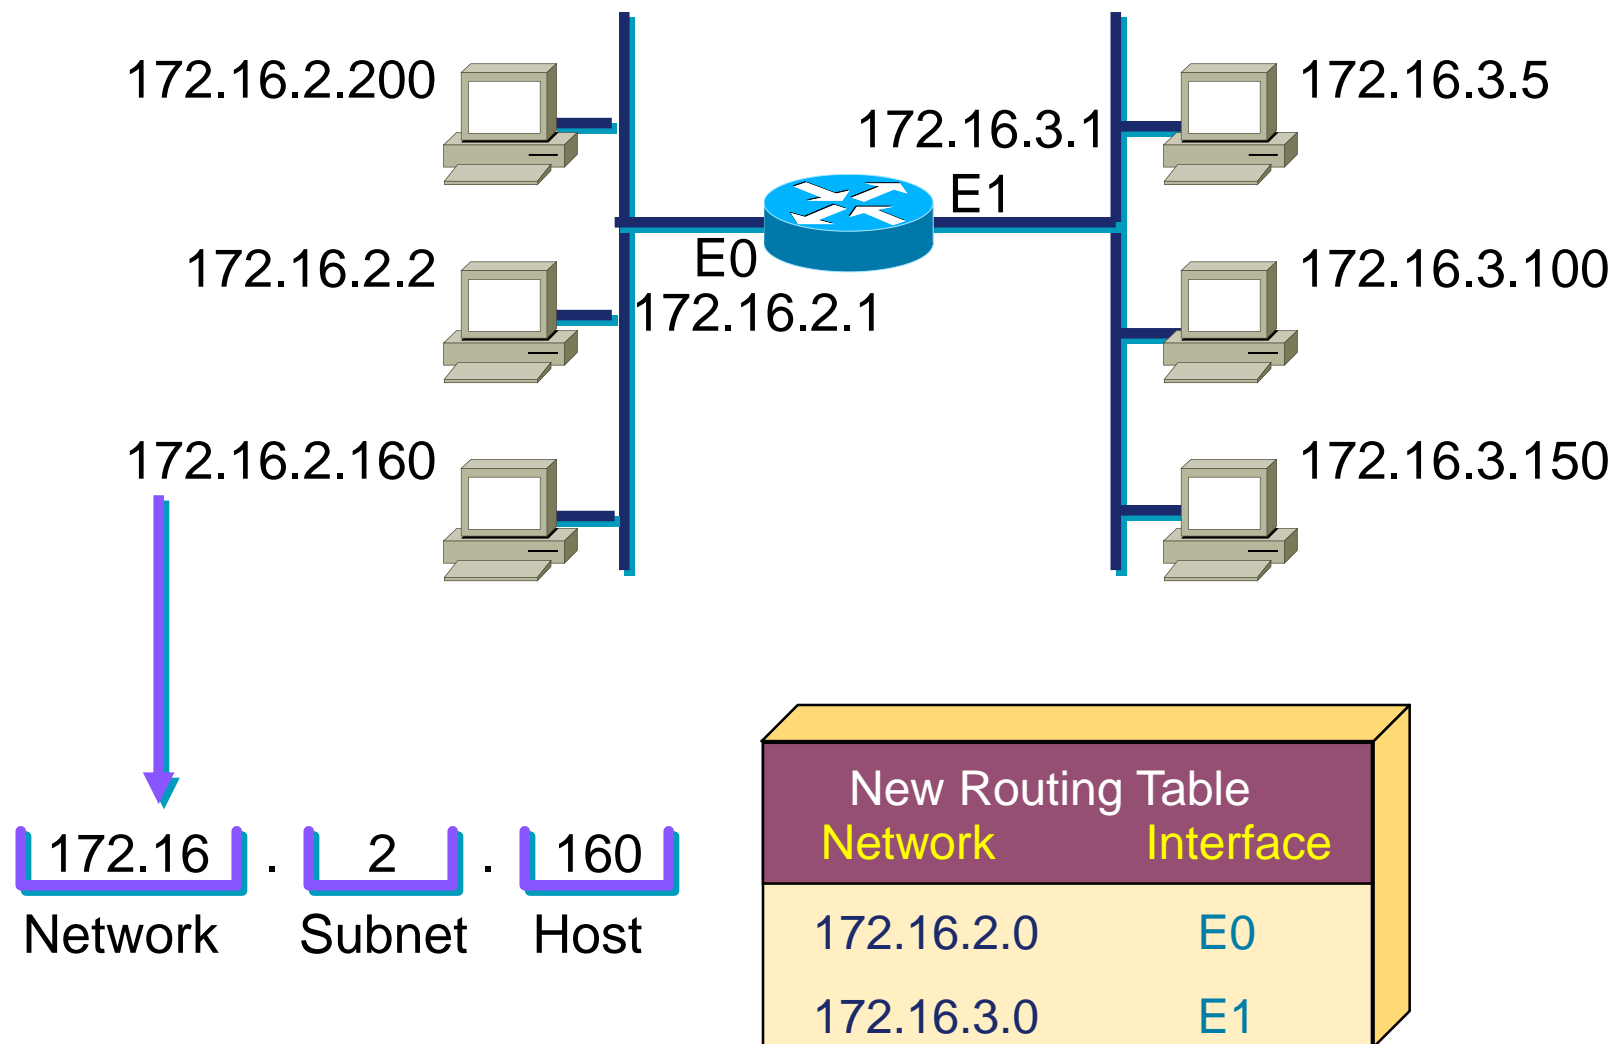 172.16.2.200
172.16.3.5
172.16.3.1
E1
172.16.2.2
E0
172.16.3.100
172.16.2.1
172.16.2.160
172.16.3.150
172.16 . 2 . 160
Network Subnet Host
New Routing Table
Network Interface
172.16.2.0 E0
172.16.3.0 E1